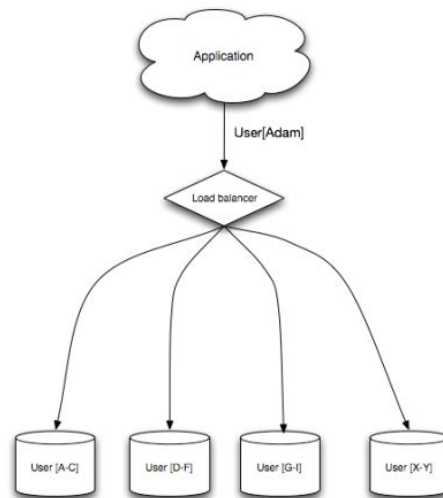 Application
User[Adam]
Load balancer
User [A-C]
User [D-F]
User [G-I]
User [X-Y]